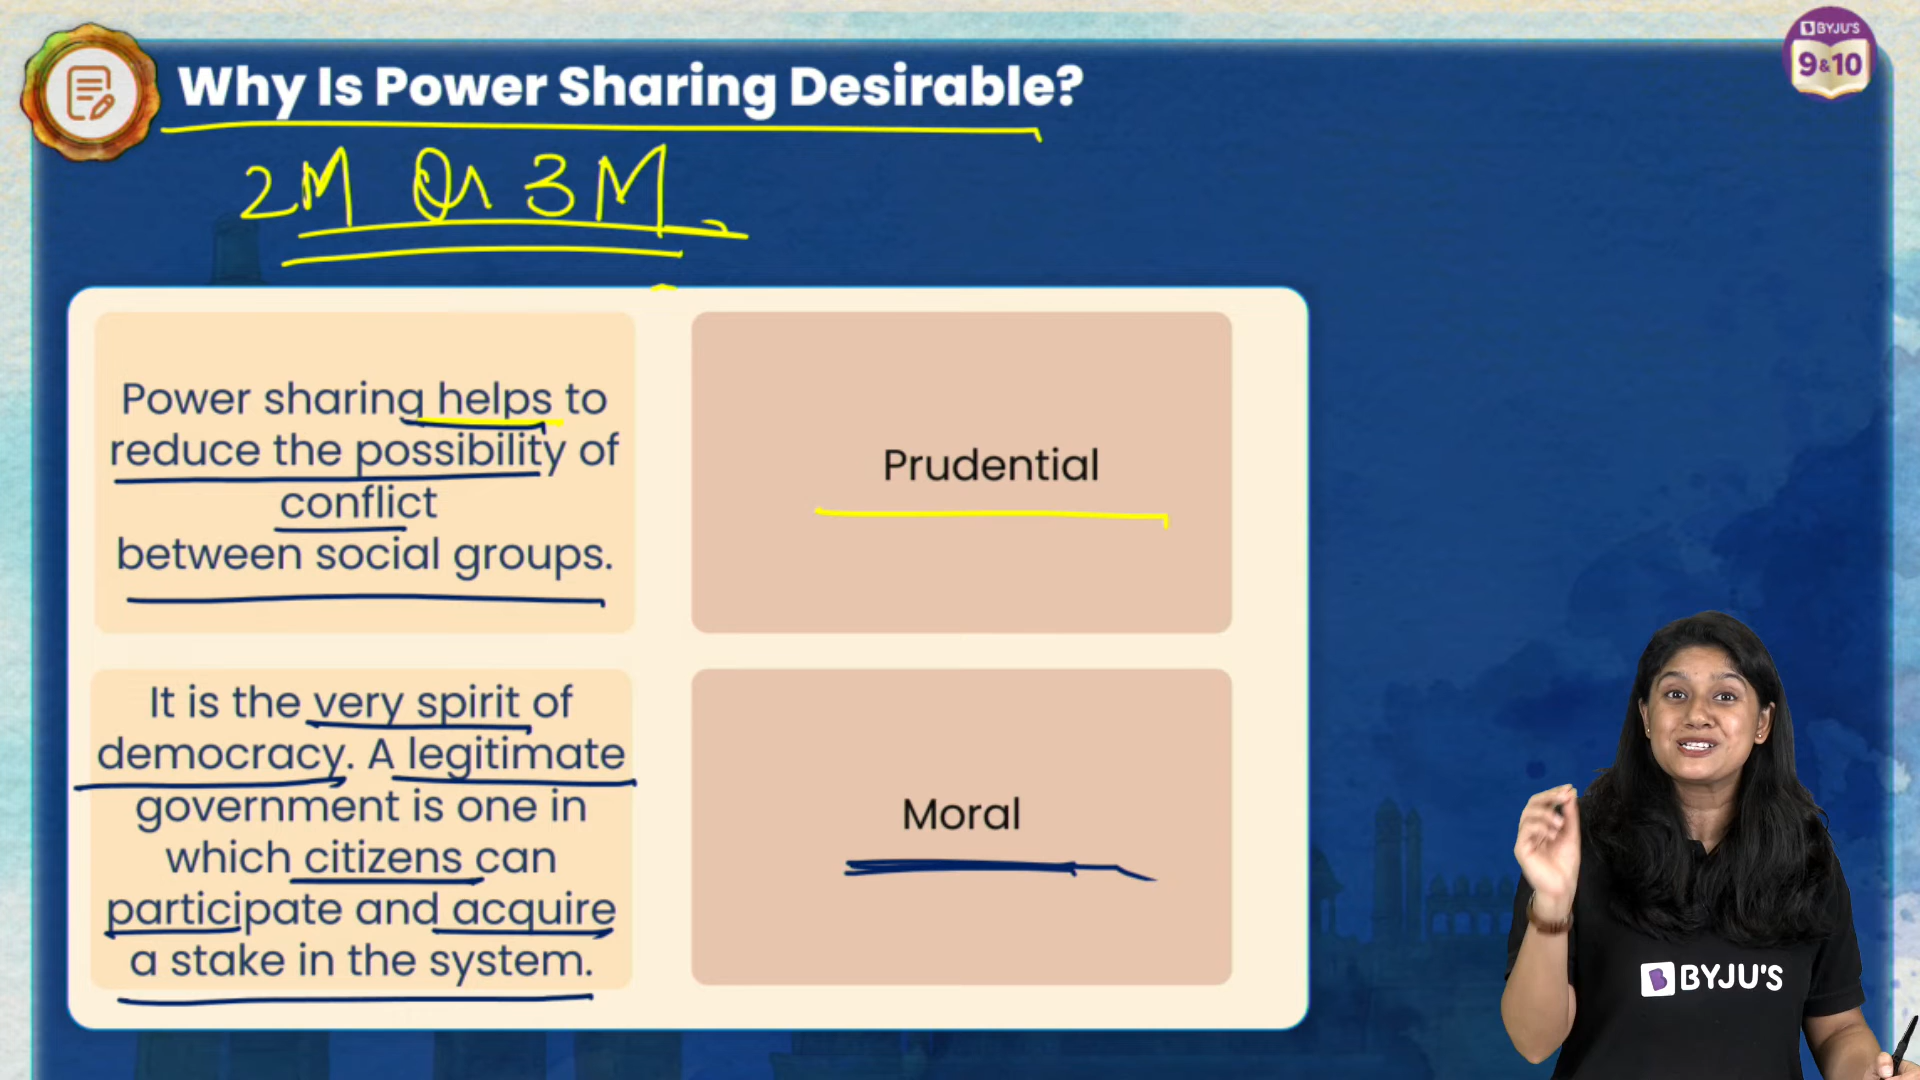 BYJU'S
9&10
Why Is Power Sharing Desirable?
2M Or 3M
Power sharing helps to
reduce the possibility of
conflict
between social groups.
Prudential
It is the very spirit of
democracy. A legitimate
government is one in
which citizens can
participate and acquire
a stake in the system.
Moral
BYJU'S